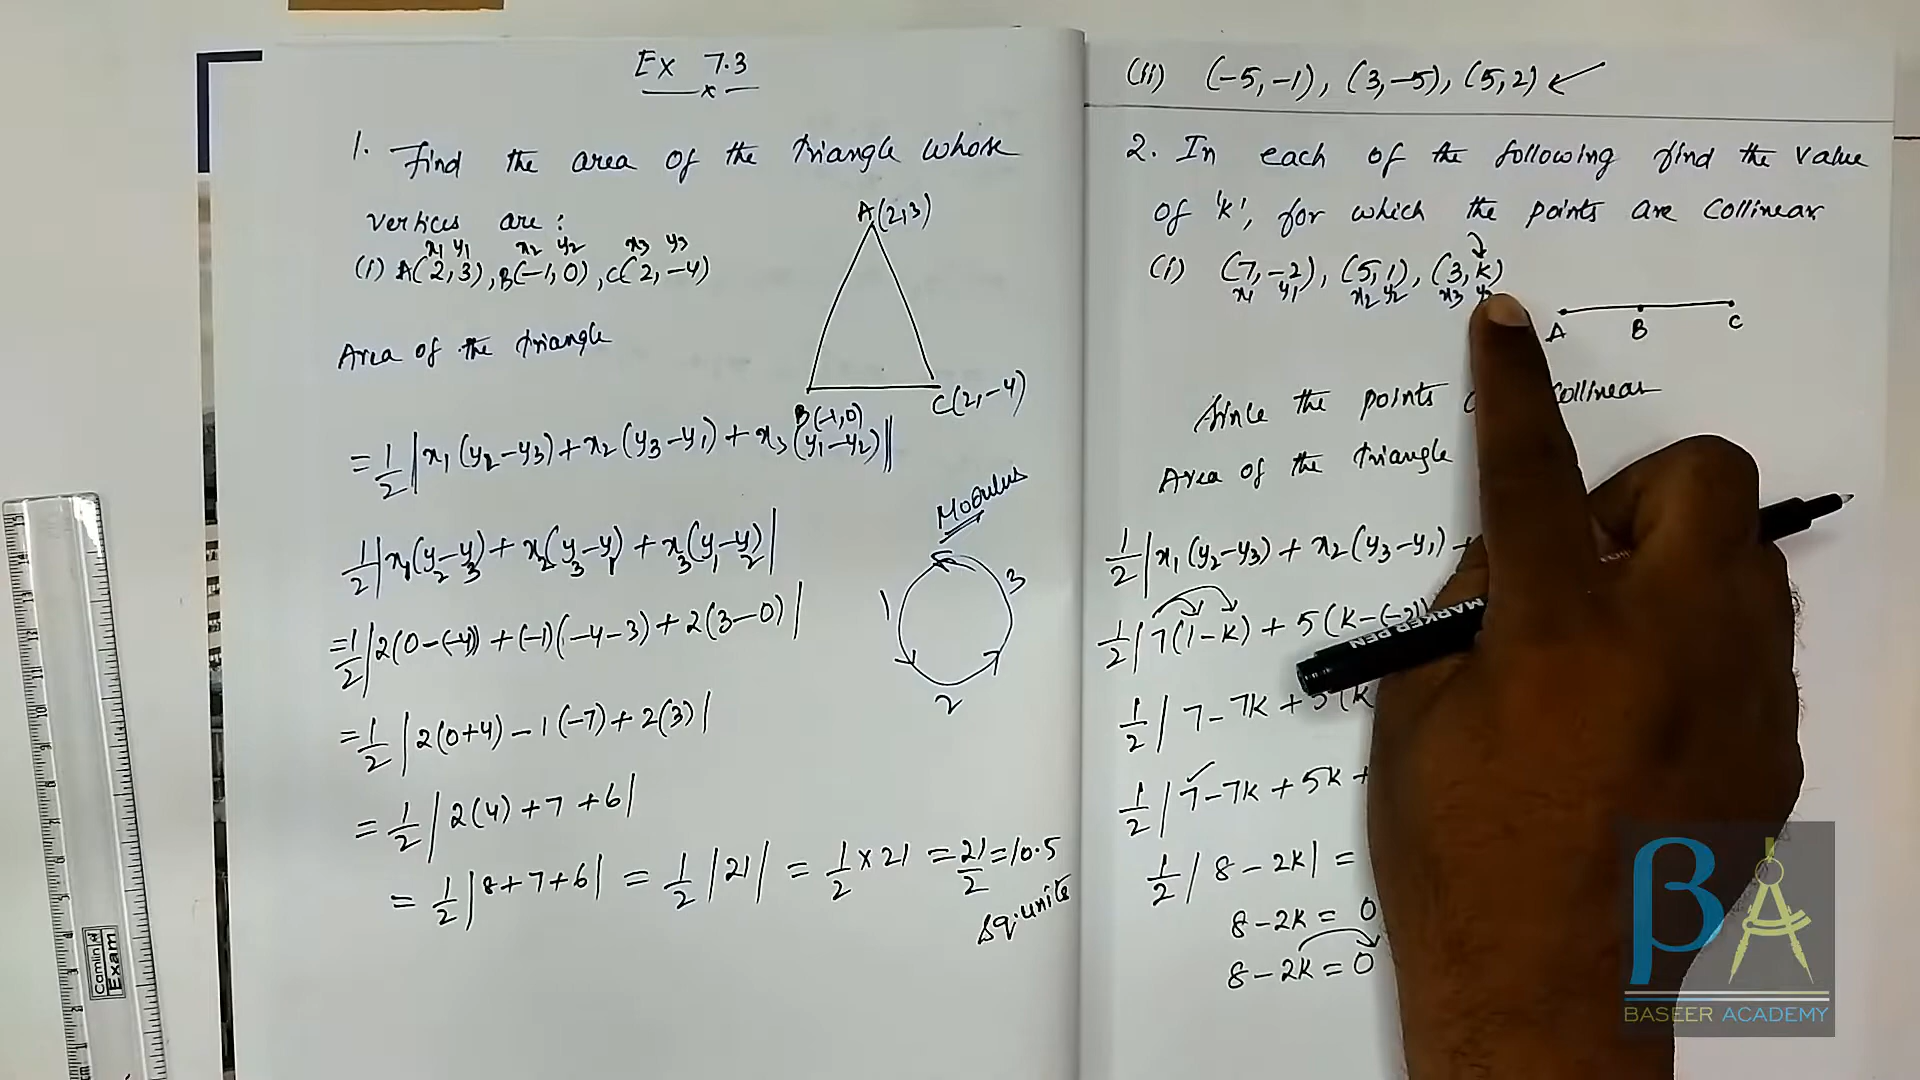 Ex 7.3
1. Find the area of the triangle whose
vertices are:
x₁ y₁ x₂ y₂ x₃ y₃
(i) A(2,3), B(-1,0), C(2,-4)
A(2,3)
B(-1,0)
C(2,-4)
Area of the triangle
= 1/2 |x₁(y₂-y₃)+x₂(y₃-y₁)+x₃(y₁-y₂)|
1/2 |x₁(y₂-y₃)+x₂(y₃-y₁)+x₃(y₁-y₂)|
= 1/2 |2(0-(-4))+(-1)(-4-3)+2(3-0)|
= 1/2 |2(0+4)-1(-7)+2(3)|
= 1/2 |2(4)+7+6|
= 1/2 |8+7+6| = 1/2 |21| = 1/2 × 21 = 21/2 = 10.5
sq.units
Modulus
1
2
3
(ii) (-5,-1), (3,-5), (5,2)
2. In each of the following find the value
of 'k', for which the points are collinear
(i) (7,-2), (5,1), (3,k)
x₁ y₁ x₂ y₂ x₃
A B C
Since the points collinear
Area of the triangle
1/2 |x₁(y₂-y₃)+x₂(y₃-y₁)+
1/2 |7(1-k)+5(k-(-2))
1/2 |7-7k+5(k
1/2 |7-7k+5k+
1/2 |8-2k| =
8-2k = 0
8-2k = 0
MARKER PEN
Camlin
Exam
BA
BASEER ACADEMY